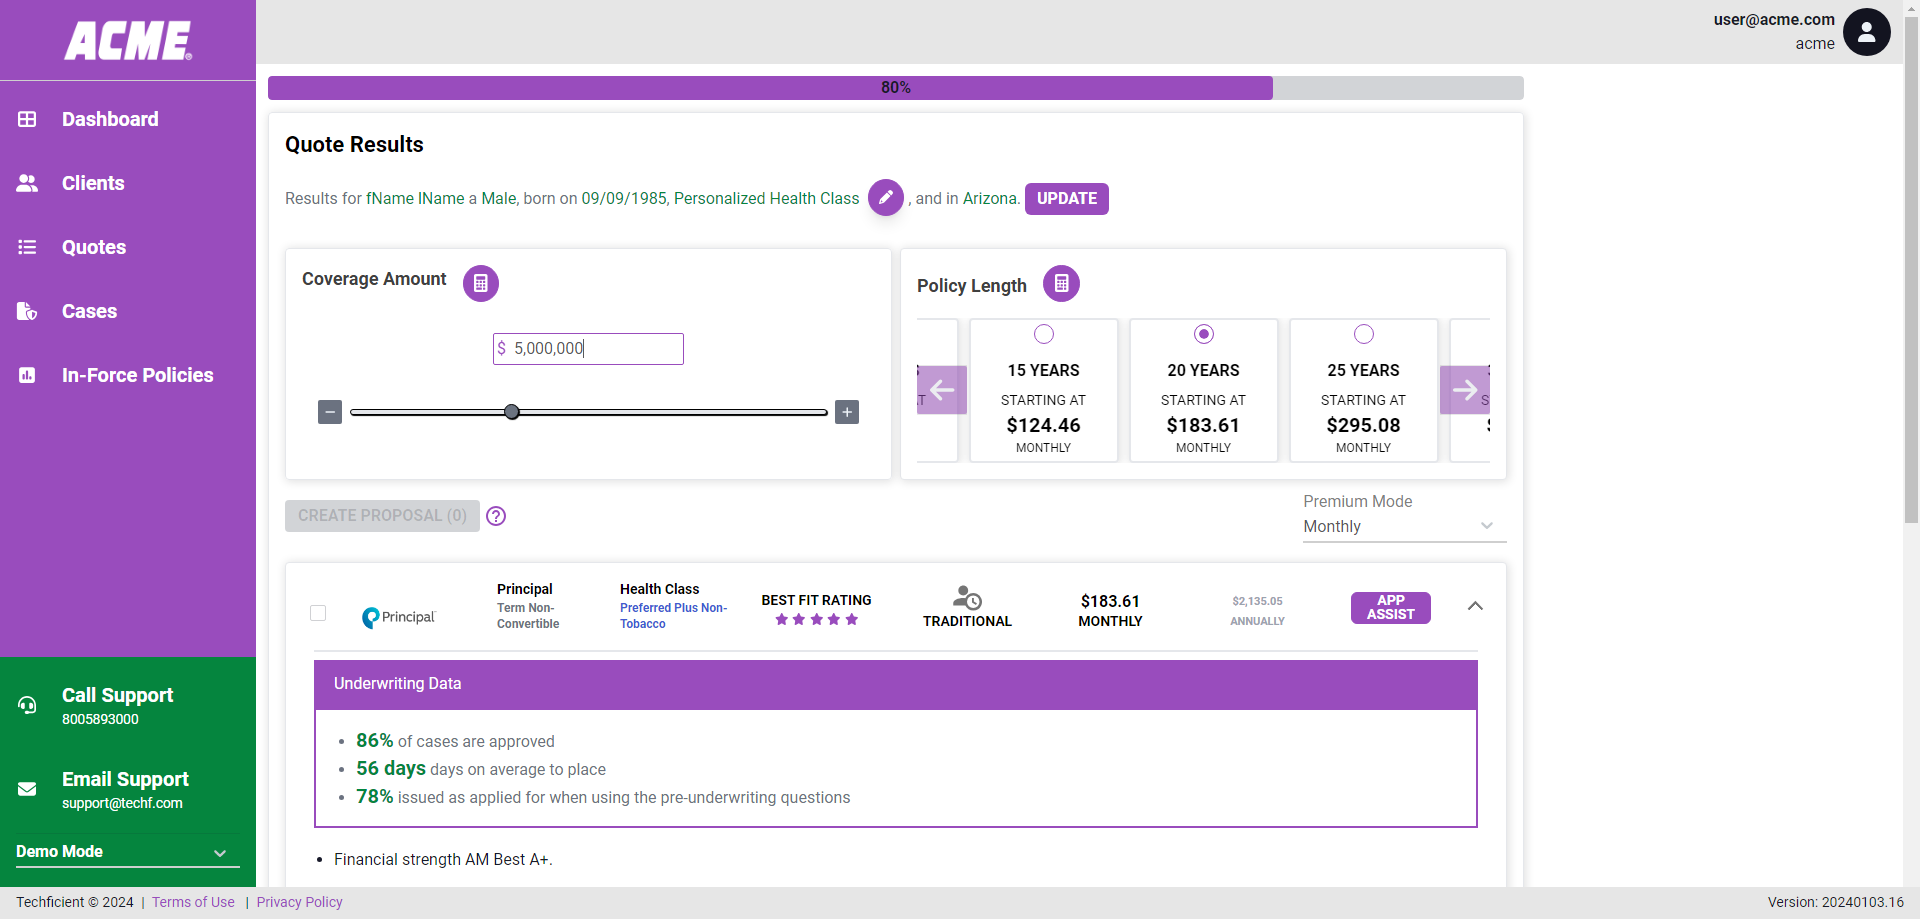 ACME
user@acme.com
acme
Dashboard
Clients
Quotes
Cases
In-Force Policies
Call Support
8005893000
Email Support
support@techf.com
Demo Mode
80%
Quote Results
Results for fName lName a Male, born on 09/09/1985, Personalized Health Class , and in Arizona. UPDATE
Coverage Amount
$ 5,000,000
− +
Policy Length
15 YEARS
STARTING AT
$124.46
MONTHLY
20 YEARS
STARTING AT
$183.61
MONTHLY
25 YEARS
STARTING AT
$295.08
MONTHLY
CREATE PROPOSAL (0) ?
Premium Mode
Monthly
Principal
Principal
Term Non-
Convertible
Health Class
Preferred Plus Non-
Tobacco
BEST FIT RATING
TRADITIONAL
$183.61
MONTHLY
$2,135.05
ANNUALLY
APP
ASSIST
Underwriting Data
• 86% of cases are approved
• 56 days days on average to place
• 78% issued as applied for when using the pre-underwriting questions
• Financial strength AM Best A+.
Techficient © 2024 | Terms of Use | Privacy Policy
Version: 20240103.16